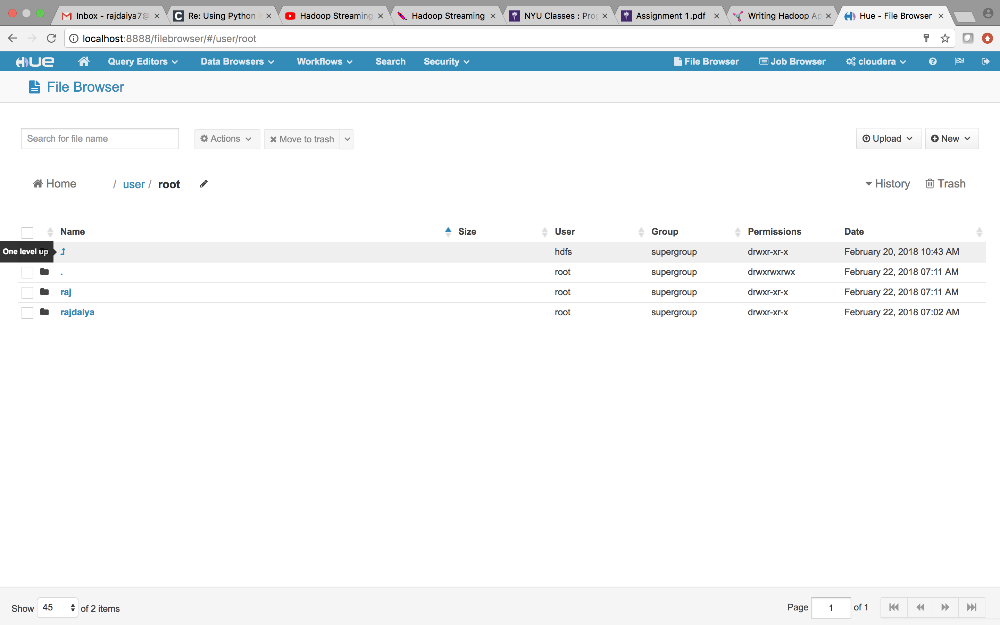 Inbox - rajdaiya7@ Re: Using Python in Hadoop Streaming Hadoop Streaming NYU Classes : Prog Assignment 1.pdf Writing Hadoop Ap Hue - File Browser
localhost:8888/filebrowser/#/user/root
HUE Query Editors Data Browsers Workflows Search Security File Browser Job Browser cloudera
File Browser
Search for file name Actions Move to trash Upload New
Home / user / root History Trash
Name Size User Group Permissions Date
One level up hdfs supergroup drwxr-xr-x February 20, 2018 10:43 AM
. root supergroup drwxrwxrwx February 22, 2018 07:11 AM
raj root supergroup drwxr-xr-x February 22, 2018 07:11 AM
rajdaiya root supergroup drwxr-xr-x February 22, 2018 07:02 AM
Show 45 of 2 items Page 1 of 1